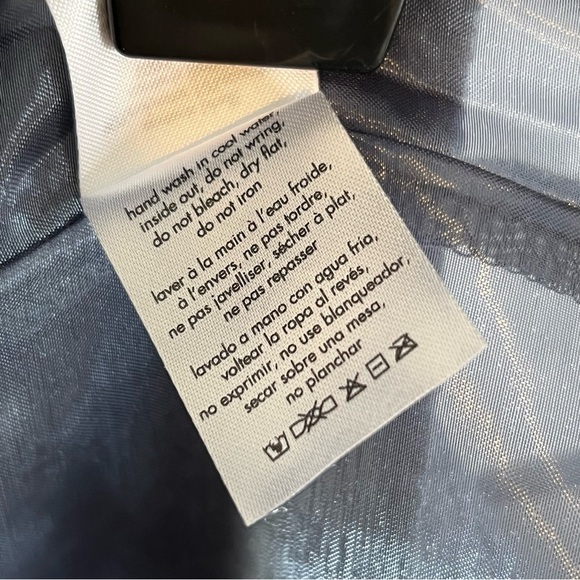 hand wash in cool water,
inside out, do not wring,
do not bleach, dry flat,
do not iron
laver à la main à l'eau froide,
à l'envers, ne pas tordre,
ne pas javelliser, sécher à plat,
ne pas repasser
lavado a mano con agua fria,
voltear la ropa al revés,
no exprimir, no use blanqueador,
secar sobre una mesa,
no planchar